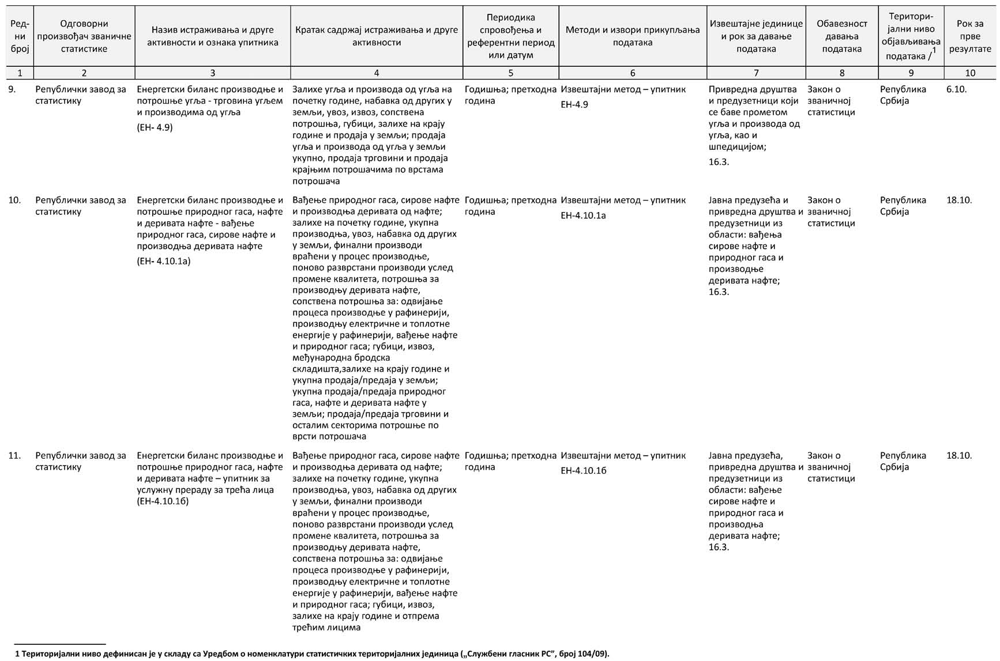 Ред-
ни
број
Одговорни
произвођач званичне
статистике
Назив истраживања и друге
активности и ознака упитника
Кратак садржај истраживања и друге
активности
Периодика
спровођења и
референтни период
или датум
Методи и извори прикупљања
података
Извештајне јединице
и рок за давање
података
Обавезност
давања
података
Територи-
јални ниво
објављивања
података /1
Рок за
прве
резултате
1 2 3 4 5 6 7 8 9 10
9.
Републички завод за
статистику
Енергетски биланс производње и
потрошње угља - трговина угљем
и производима од угља
(ЕН- 4.9)
Залихе угља и производа од угља на
почетку године, набавка од других у
земљи, увоз, извоз, сопствена
потрошња, губици, залихе на крају
године и продаја у земљи; продаја
угља и производа од угља у земљи
укупно, продаја трговини и продаја
крајњим потрошачима по врстама
потрошача
Годишња; претходна
година
Извештајни метод – упитник
ЕН-4.9
Привредна друштва
и предузетници који
се баве прометом
угља и производа од
угља, као и
шпедицијом;
16.3.
Закон о
званичној
статистици
Република
Србија
6.10.
10.
Републички завод за
статистику
Енергетски биланс производње и
потрошње природног гаса, нафте
и деривата нафте - вађење
природног гаса, сирове нафте и
производња деривата нафте
(ЕН- 4.10.1а)
Вађење природног гаса, сирове нафте
и производња деривата од нафте;
залихе на почетку године, укупна
производња, увоз, набавка од других
у земљи, финални производи
враћени у процес производње,
поново разврстани производи услед
промене квалитета, потрошња за
производњу деривата нафте,
сопствена потрошња за: одвијање
процеса производње у рафинерији,
производњу електричне и топлотне
енергије у рафинерији, вађење нафте
и природног гаса; губици, извоз,
међународна бродска
складишта,залихе на крају године и
укупна продаја/предаја у земљи;
укупна продаја/предаја природног
гаса, нафте и деривата нафте у
земљи; продаја/предаја трговини и
осталим секторима потрошње по
врсти потрошача
Годишња; претходна
година
Извештајни метод – упитник
ЕН-4.10.1а
Јавна предузећа и
привредна друштва и
предузетници из
области: вађења
сирове нафте и
природног гаса и
производње
деривата нафте;
16.3.
Закон о
званичној
статистици
Република
Србија
18.10.
11.
Републички завод за
статистику
Енергетски биланс производње и
потрошње природног гаса, нафте
и деривата нафте – упитник за
услужну прераду за трећа лица
(ЕН-4.10.1б)
Вађење природног гаса, сирове нафте
и производња деривата од нафте;
залихе на почетку године, укупна
производња, увоз, набавка од других
у земљи, финални производи
враћени у процес производње,
поново разврстани производи услед
промене квалитета, потрошња за
производњу деривата нафте,
сопствена потрошња за: одвијање
процеса производње у рафинерији,
производњу електричне и топлотне
енергије у рафинерији, вађење нафте
и природног гаса; губици, извоз,
залихе на крају године и отпрема
трећим лицима
Годишња; претходна
година
Извештајни метод – упитник
ЕН-4.10.1б
Јавна предузећа,
привредна друштва и
предузетници из
области: вађење
сирове нафте и
природног гаса и
производња
деривата нафте;
16.3.
Закон о
званичној
статистици
Република
Србија
18.10.
1 Територијални ниво дефинисан је у складу са Уредбом о номенклатури статистичких територијалних јединица („Службени гласник РС”, број 104/09).